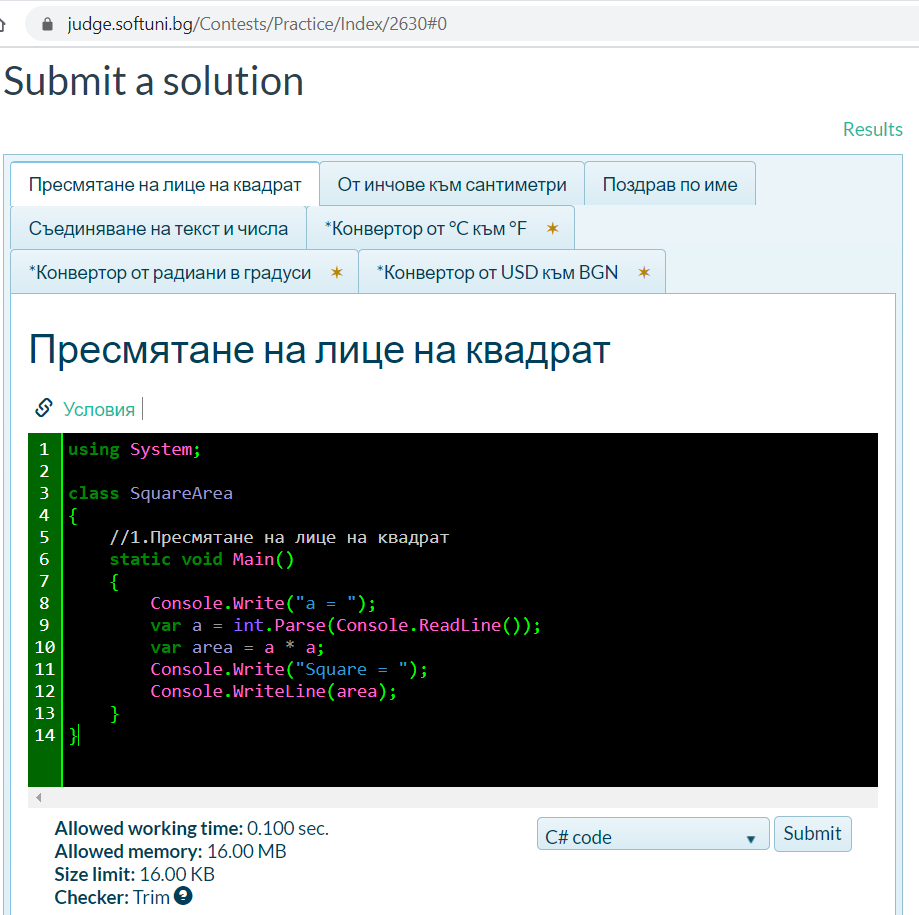 judge.softuni.bg/Contests/Practice/Index/2630#0
Submit a solution
Results
Пресмятане на лице на квадрат
От инчове към сантиметри
Поздрав по име
Съединяване на текст и числа
*Конвертор от °C към °F
*Конвертор от радиани в градуси
*Конвертор от USD към BGN
Пресмятане на лице на квадрат
Условия
1 using System;
2
3 class SquareArea
4 {
5 //1.Пресмятане на лице на квадрат
6 static void Main()
7 {
8 Console.Write("a = ");
9 var a = int.Parse(Console.ReadLine());
10 var area = a * a;
11 Console.Write("Square = ");
12 Console.WriteLine(area);
13 }
14 }
Allowed working time: 0.100 sec.
Allowed memory: 16.00 MB
Size limit: 16.00 KB
Checker: Trim ?
C# code
Submit